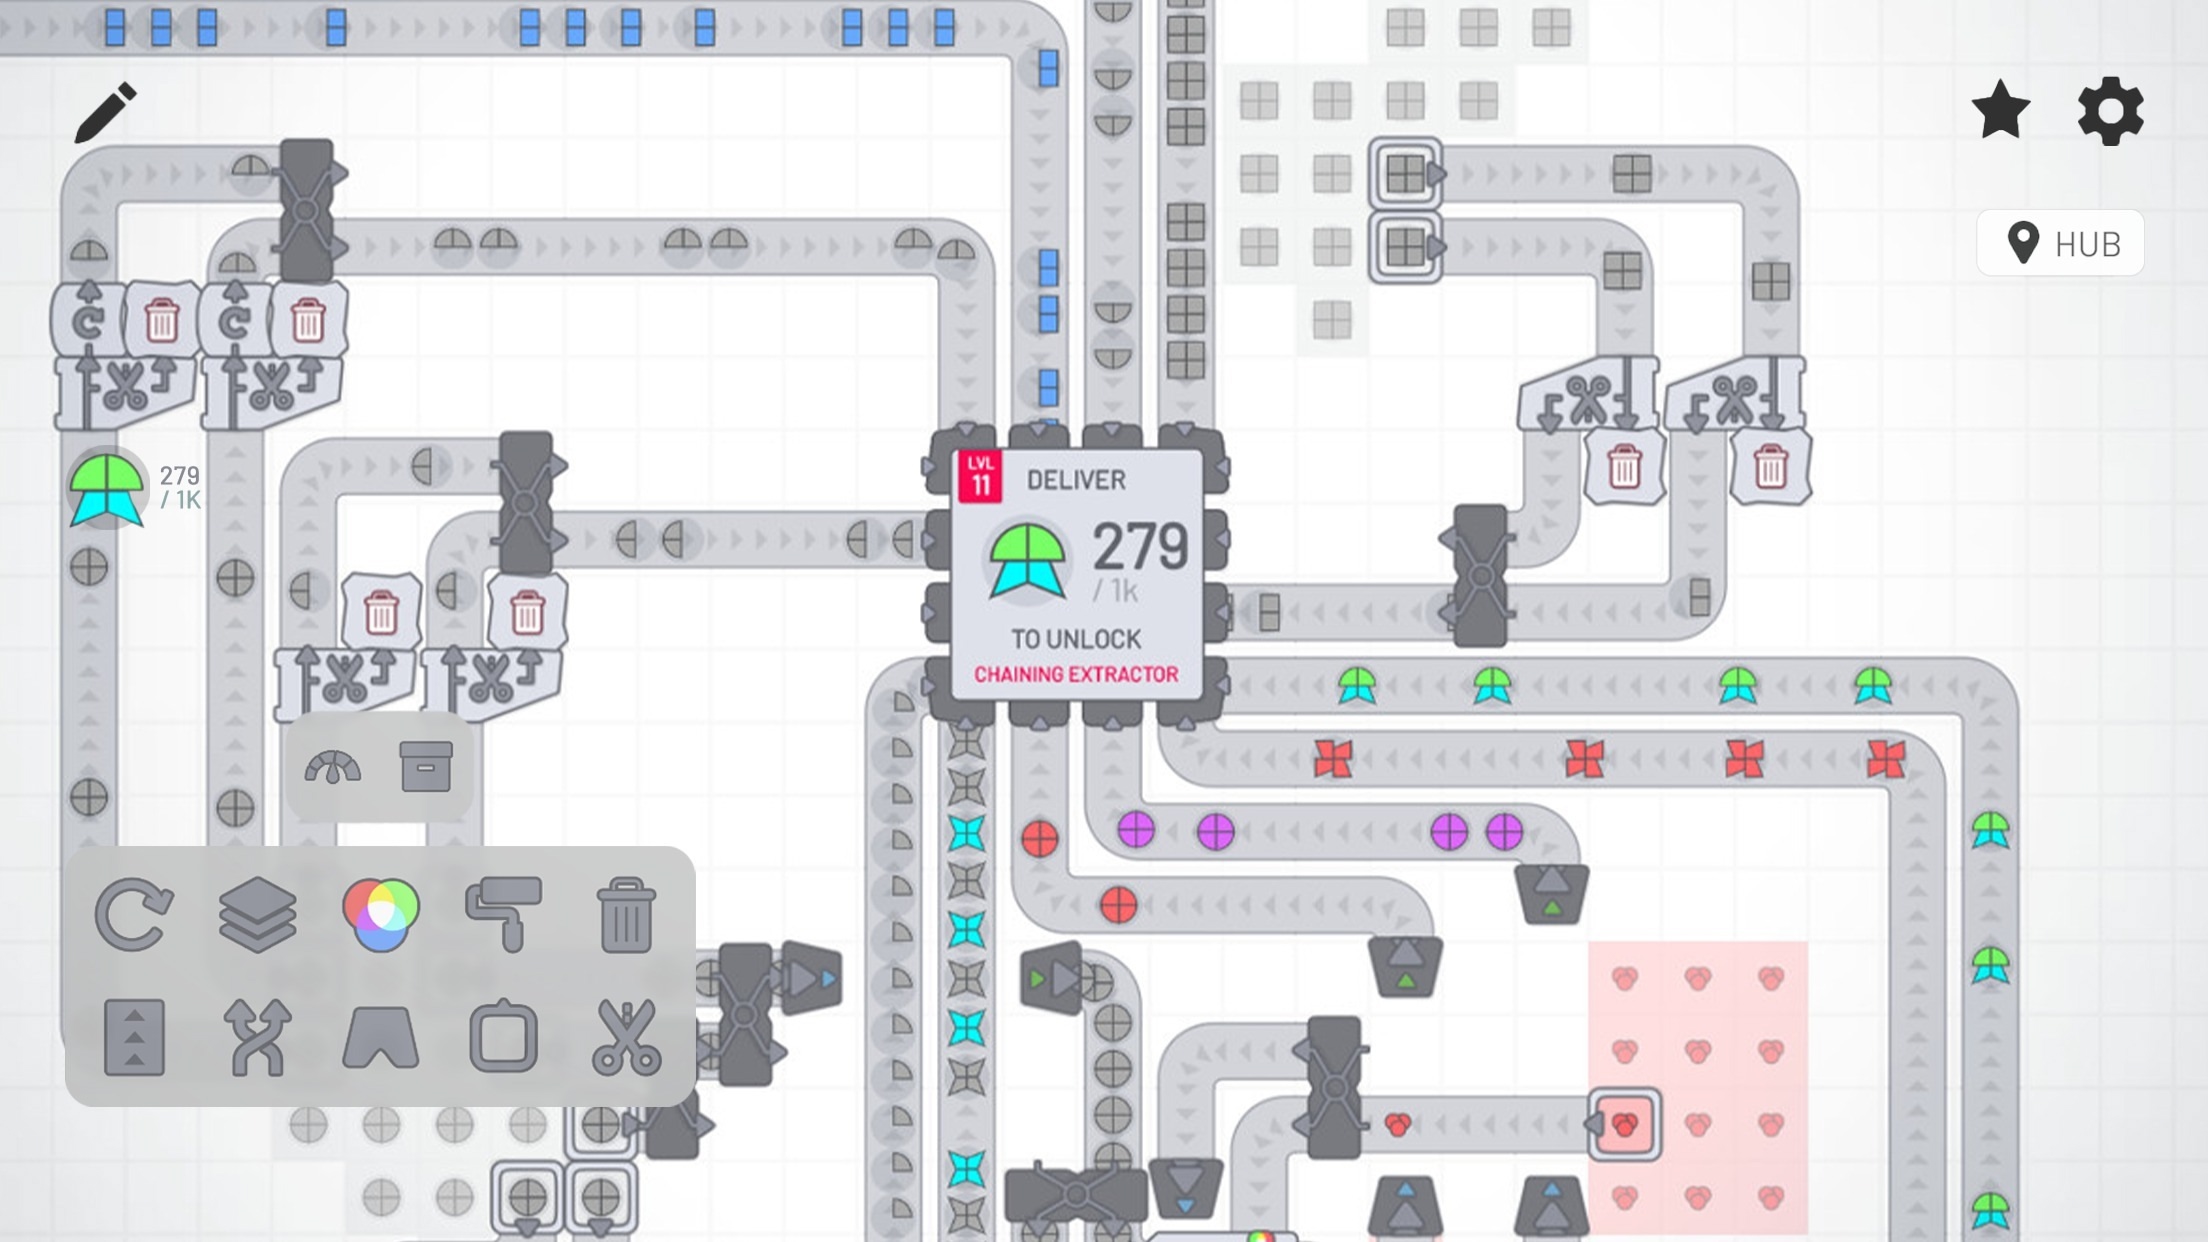 HUB
279
/ 1K
LVL
11
DELIVER
279
/ 1k
TO UNLOCK
CHAINING EXTRACTOR